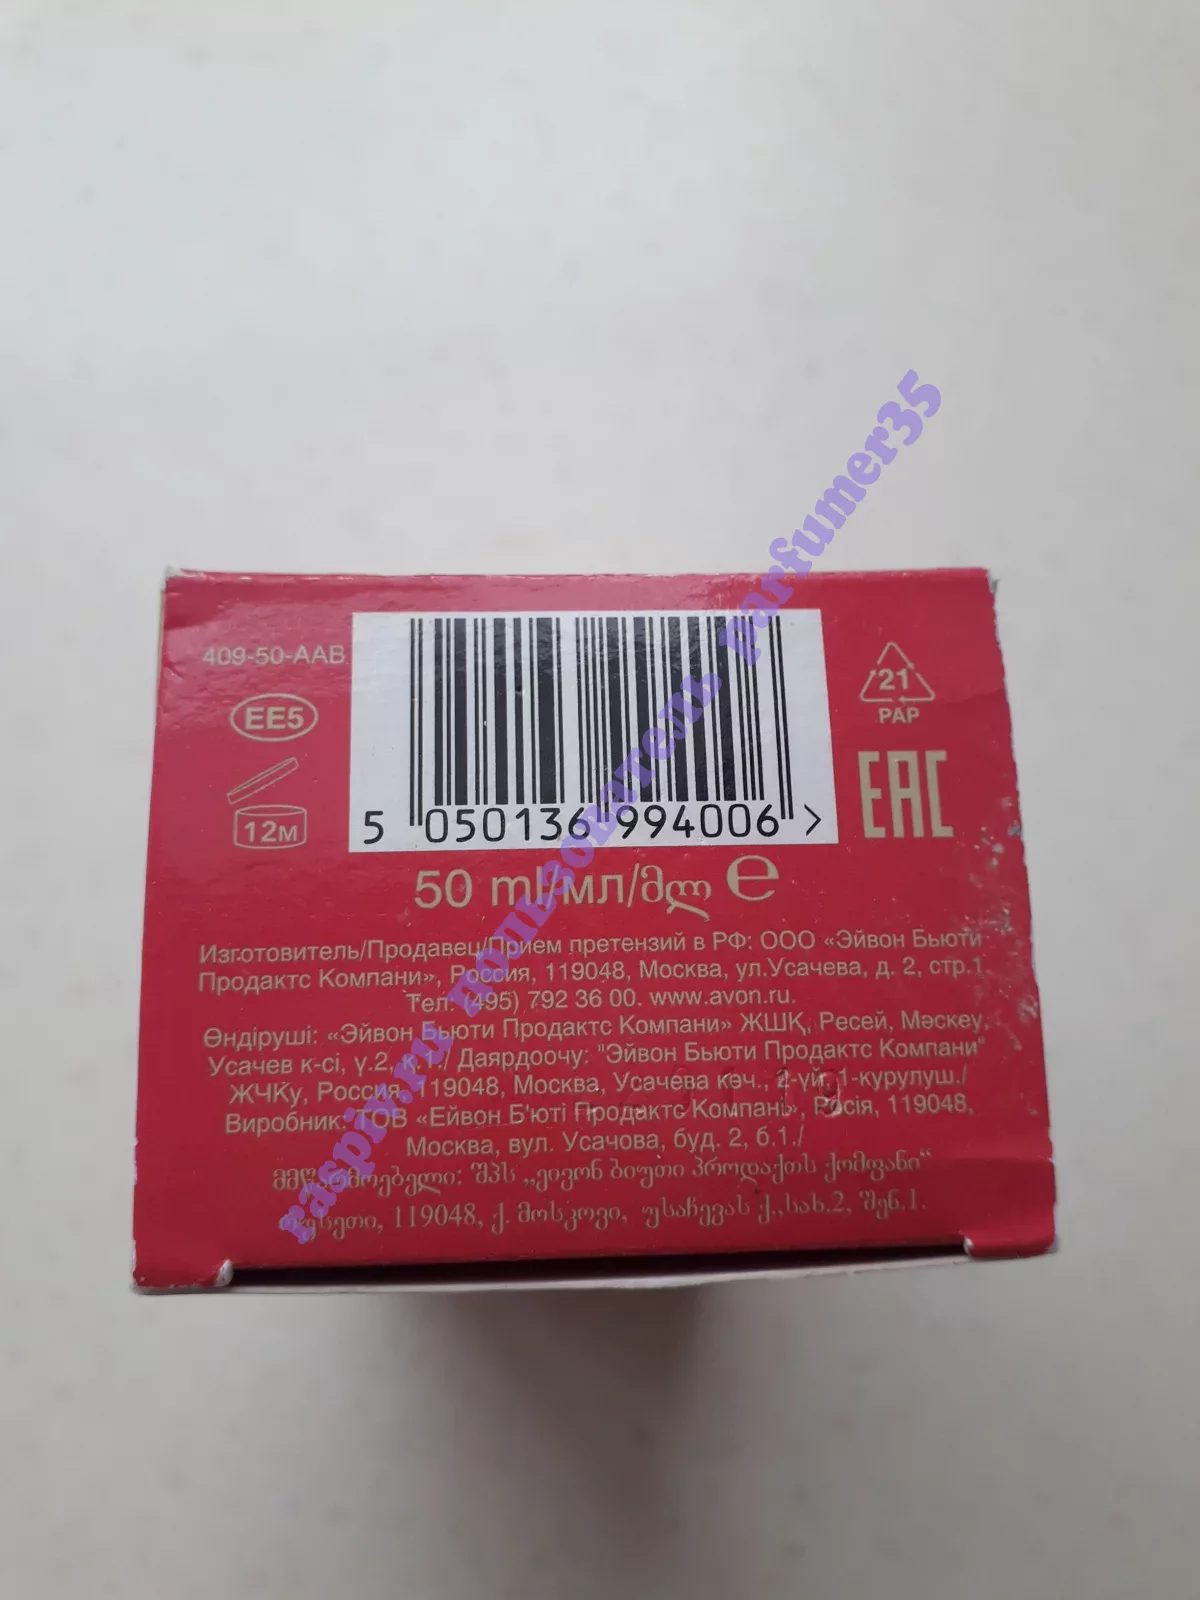 409-50-AAB
EE5
12м
5 050136 994006 >
21
PAP
EAC
50 ml/мл/მლ e
Изготовитель/Продавец/Прием претензий в РФ: ООО «Эйвон Бьюти
Продактс Компани», Россия, 119048, Москва, ул.Усачева, д. 2, стр.1
Тел: (495) 792 36 00. www.avon.ru.
Өндіруші: «Эйвон Бьюти Продактс Компани» ЖШҚ, Ресей, Мәскеу,
Усачев к-сі, ү.2, қ.1./ Даярдоочу: "Эйвон Бьюти Продактс Компани"
ЖЧКу, Россия, 119048, Москва, Усачева көч., 2-үй, 1-курулуш./
Виробник: ТОВ «Ейвон Б'юті Продактс Компані», Росія, 119048,
Москва, вул. Усачова, буд. 2, б.1./
მწარმოებელი: შპს „ეივონ ბიუთი პროდაქთს ქომფანი“
რუსეთი, 119048, ქ. მოსკოვი, უსაჩევას ქ.,სახ.2, შენ.1.
raspiv.ru пользователь parfumer35